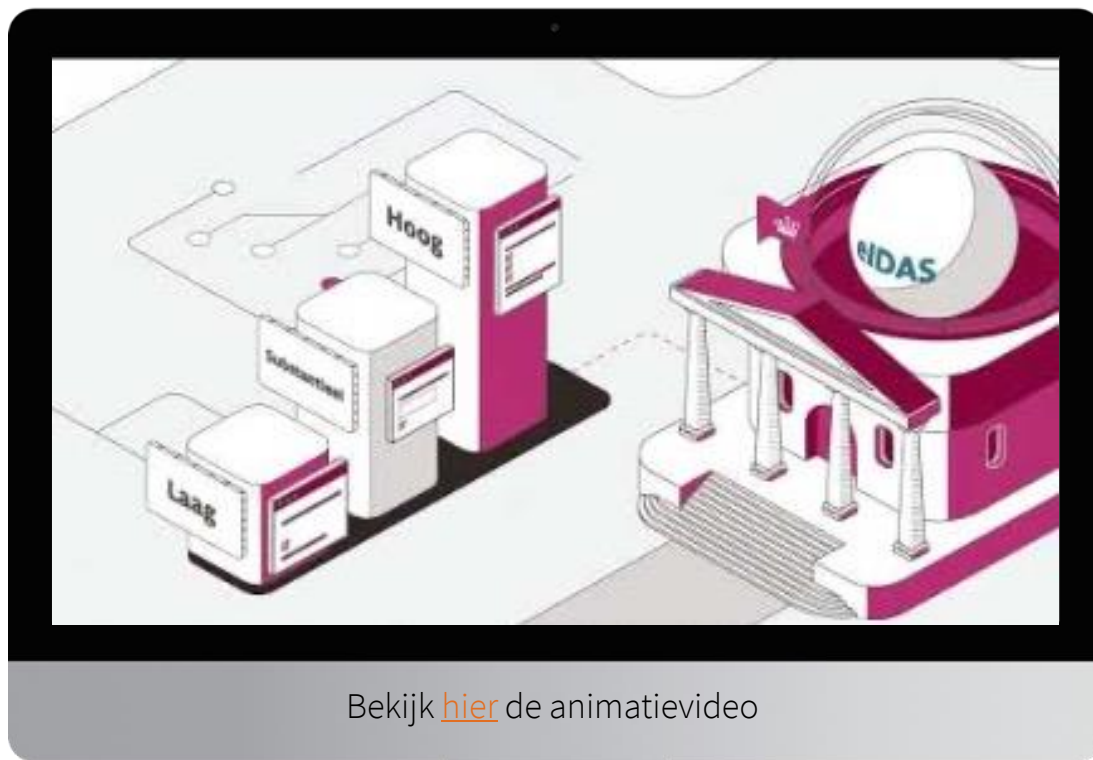 Hoog
Substantieel
Laag
eIDAS
Bekijk hier de animatievideo